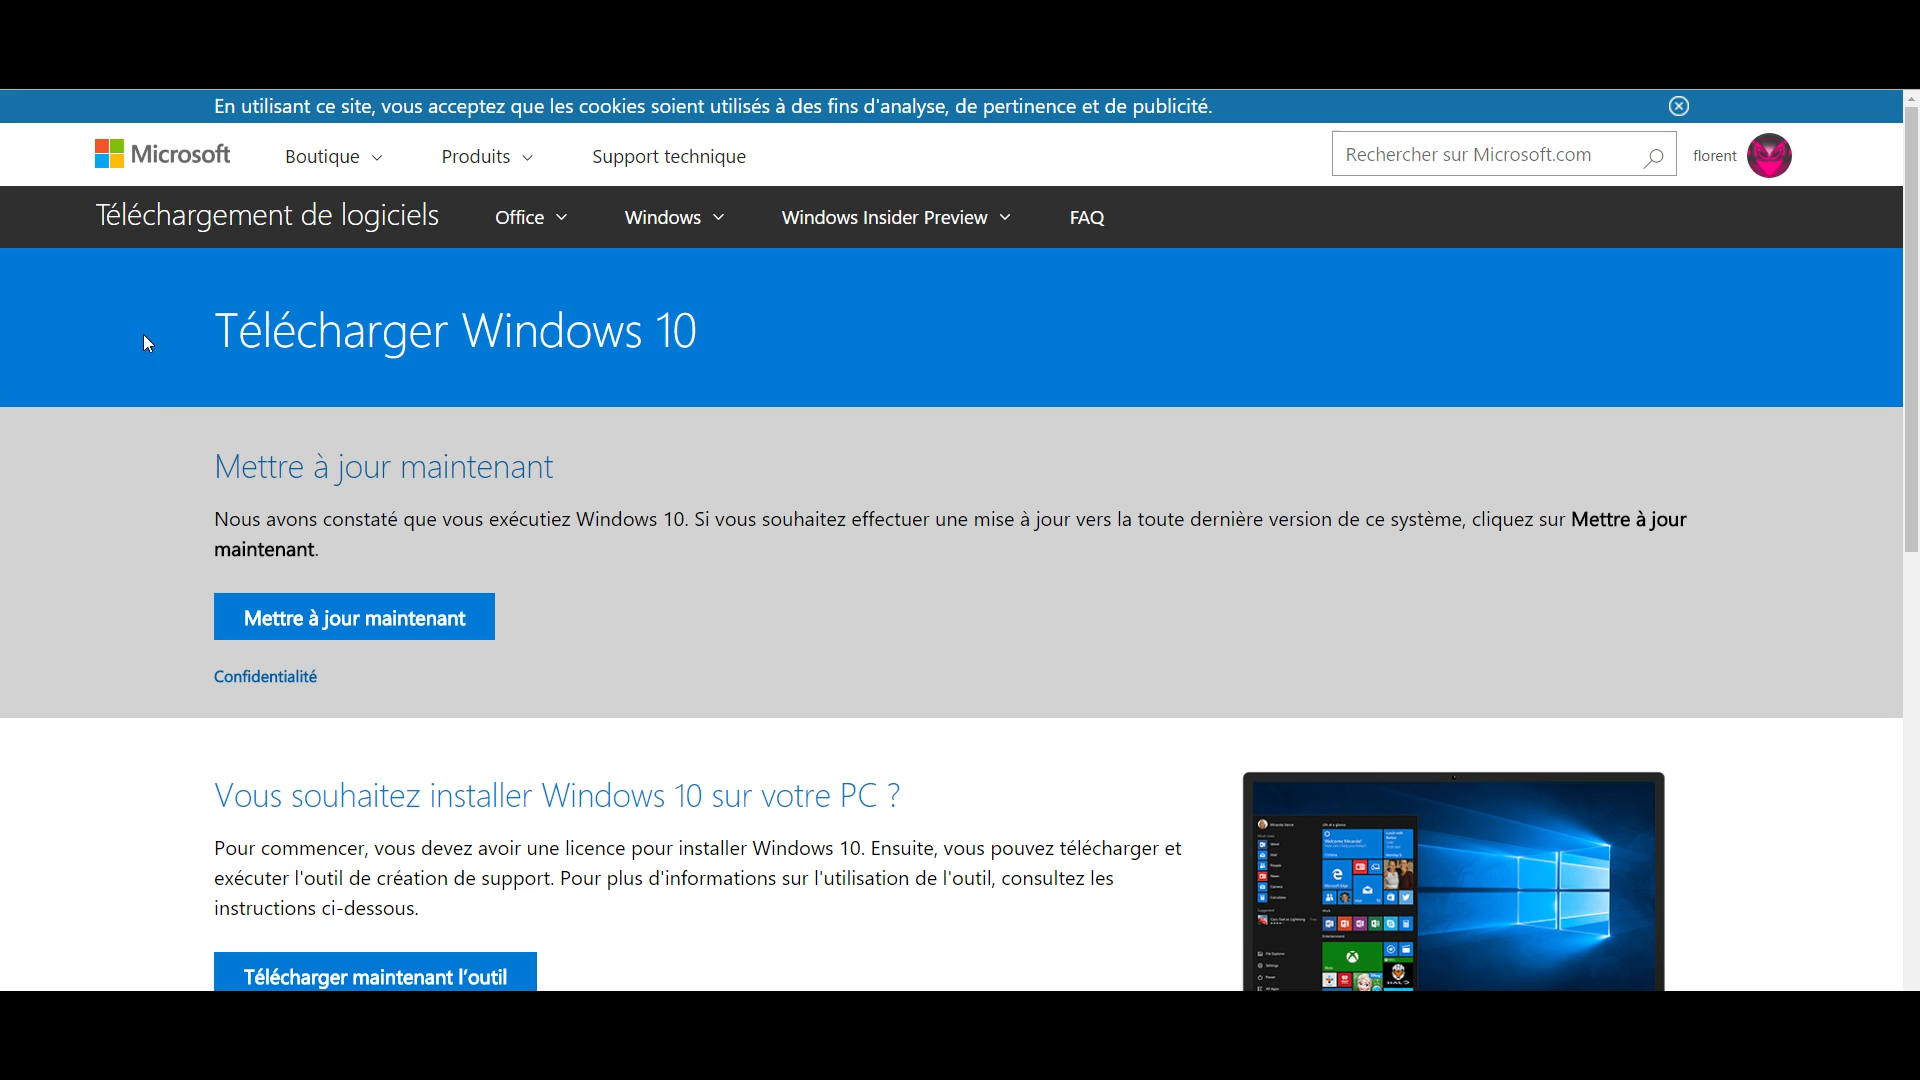 En utilisant ce site, vous acceptez que les cookies soient utilisés à des fins d'analyse, de pertinence et de publicité.
Microsoft Boutique Produits Support technique Rechercher sur Microsoft.com florent
Téléchargement de logiciels Office Windows Windows Insider Preview FAQ
Télécharger Windows 10
Mettre à jour maintenant
Nous avons constaté que vous exécutiez Windows 10. Si vous souhaitez effectuer une mise à jour vers la toute dernière version de ce système, cliquez sur Mettre à jour
maintenant.
Mettre à jour maintenant
Confidentialité
Vous souhaitez installer Windows 10 sur votre PC ?
Pour commencer, vous devez avoir une licence pour installer Windows 10. Ensuite, vous pouvez télécharger et
exécuter l'outil de création de support. Pour plus d'informations sur l'utilisation de l'outil, consultez les
instructions ci-dessous.
Télécharger maintenant l’outil